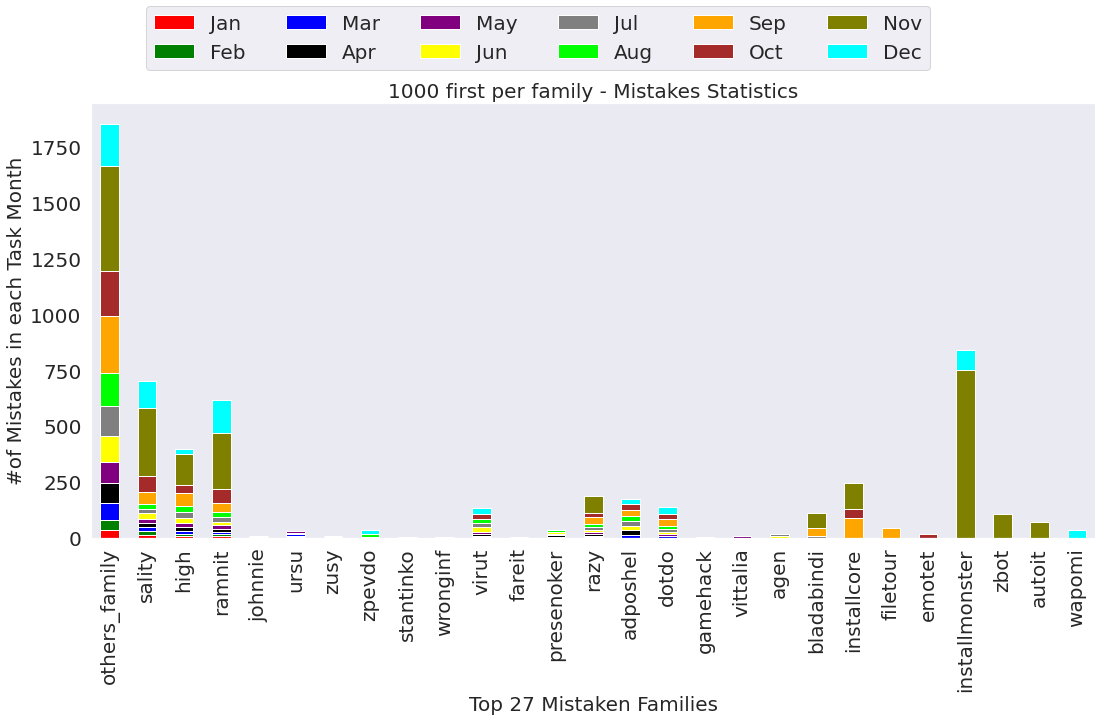 Jan Mar May Jul Sep Nov
Feb Apr Jun Aug Oct Dec
1000 first per family - Mistakes Statistics
#of Mistakes in each Task Month
1750
1500
1250
1000
750
500
250
0
others_family
sality
high
ramnit
johnnie
ursu
zusy
zpevdo
stantinko
wronginf
virut
fareit
presenoker
razy
adposhel
dotdo
gamehack
vittalia
agen
bladabindi
installcore
filetour
emotet
installmonster
zbot
autoit
wapomi
Top 27 Mistaken Families